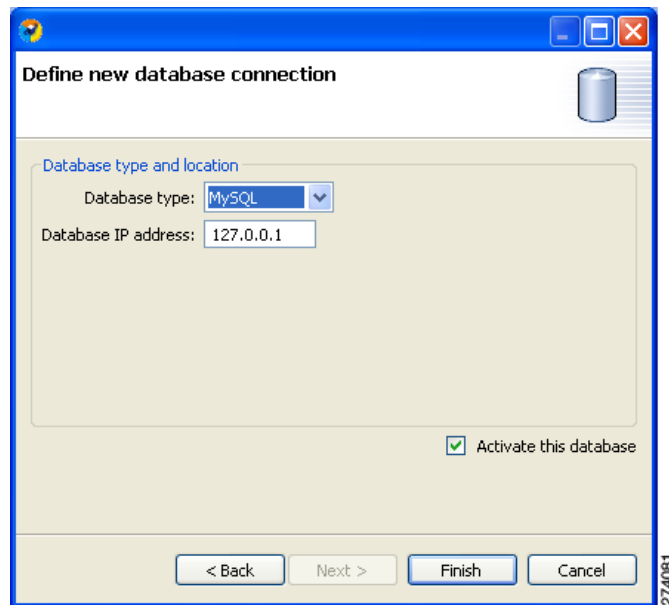 Define new database connection
Database type and location
Database type: MySQL
Database IP address: 127.0.0.1
Activate this database
< Back Next > Finish Cancel
274081